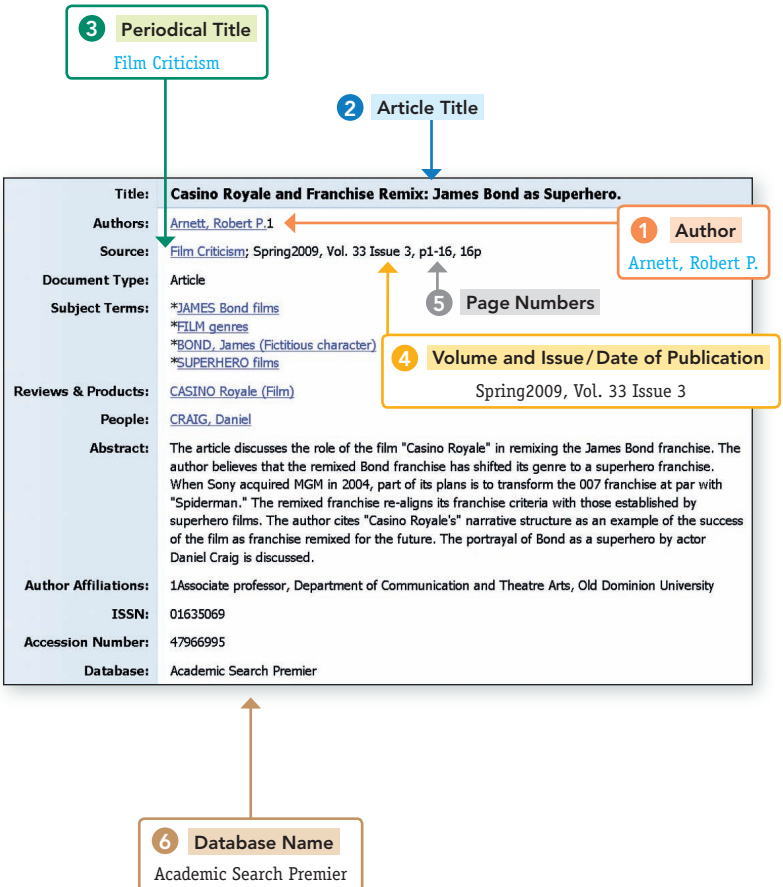 3 Periodical Title
Film Criticism
2 Article Title
Title: Casino Royale and Franchise Remix: James Bond as Superhero.
Authors: Arnett, Robert P.1
1 Author
Arnett, Robert P.
Source: Film Criticism; Spring2009, Vol. 33 Issue 3, p1-16, 16p
Document Type: Article
5 Page Numbers
Subject Terms: *JAMES Bond films
*FILM genres
*BOND, James (Fictitious character)
*SUPERHERO films
4 Volume and Issue/Date of Publication
Spring2009, Vol. 33 Issue 3
Reviews & Products: CASINO Royale (Film)
People: CRAIG, Daniel
Abstract: The article discusses the role of the film "Casino Royale" in remixing the James Bond franchise. The
author believes that the remixed Bond franchise has shifted its genre to a superhero franchise.
When Sony acquired MGM in 2004, part of its plans is to transform the 007 franchise at par with
"Spiderman." The remixed franchise re-aligns its franchise criteria with those established by
superhero films. The author cites "Casino Royale's" narrative structure as an example of the success
of the film as franchise remixed for the future. The portrayal of Bond as a superhero by actor
Daniel Craig is discussed.
Author Affiliations: 1Associate professor, Department of Communication and Theatre Arts, Old Dominion University
ISSN: 01635069
Accession Number: 47966995
Database: Academic Search Premier
6 Database Name
Academic Search Premier